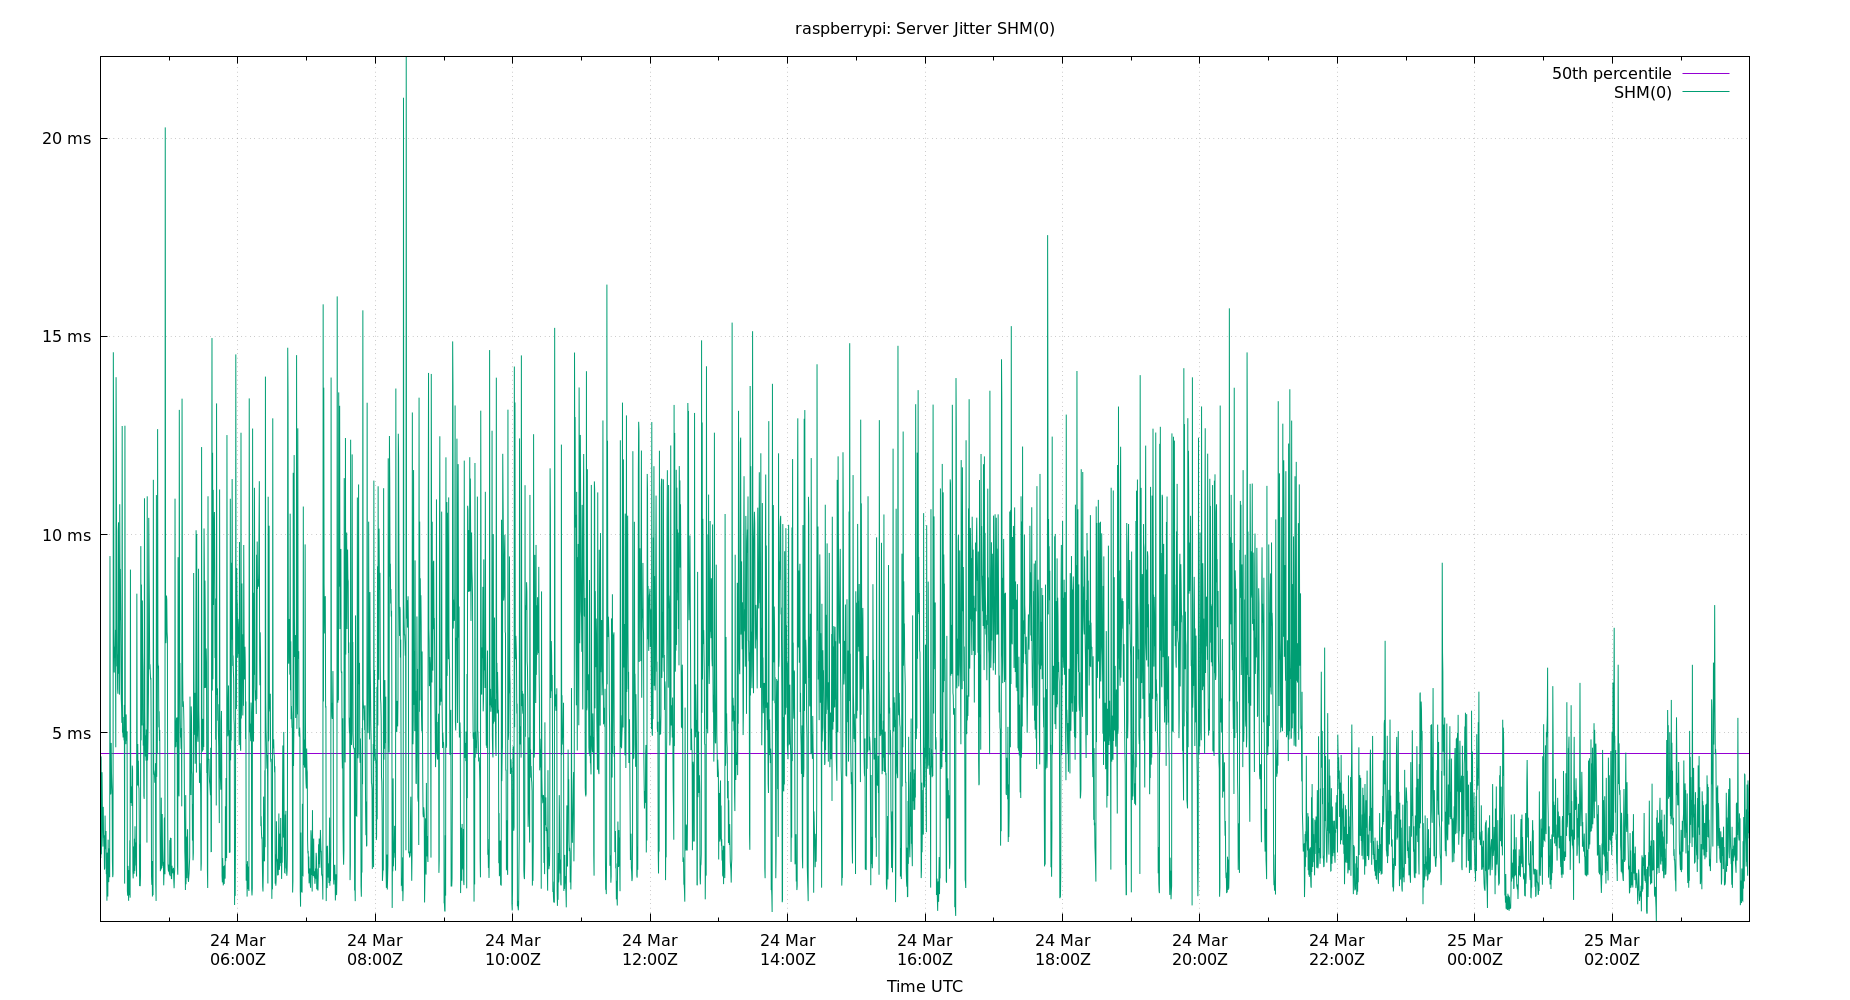 raspberrypi: Server Jitter SHM(0)
50th percentile
SHM(0)
20 ms
15 ms
10 ms
5 ms
24 Mar 24 Mar 24 Mar 24 Mar 24 Mar 24 Mar 24 Mar 24 Mar 24 Mar 25 Mar 25 Mar
06:00Z 08:00Z 10:00Z 12:00Z 14:00Z 16:00Z 18:00Z 20:00Z 22:00Z 00:00Z 02:00Z
Time UTC